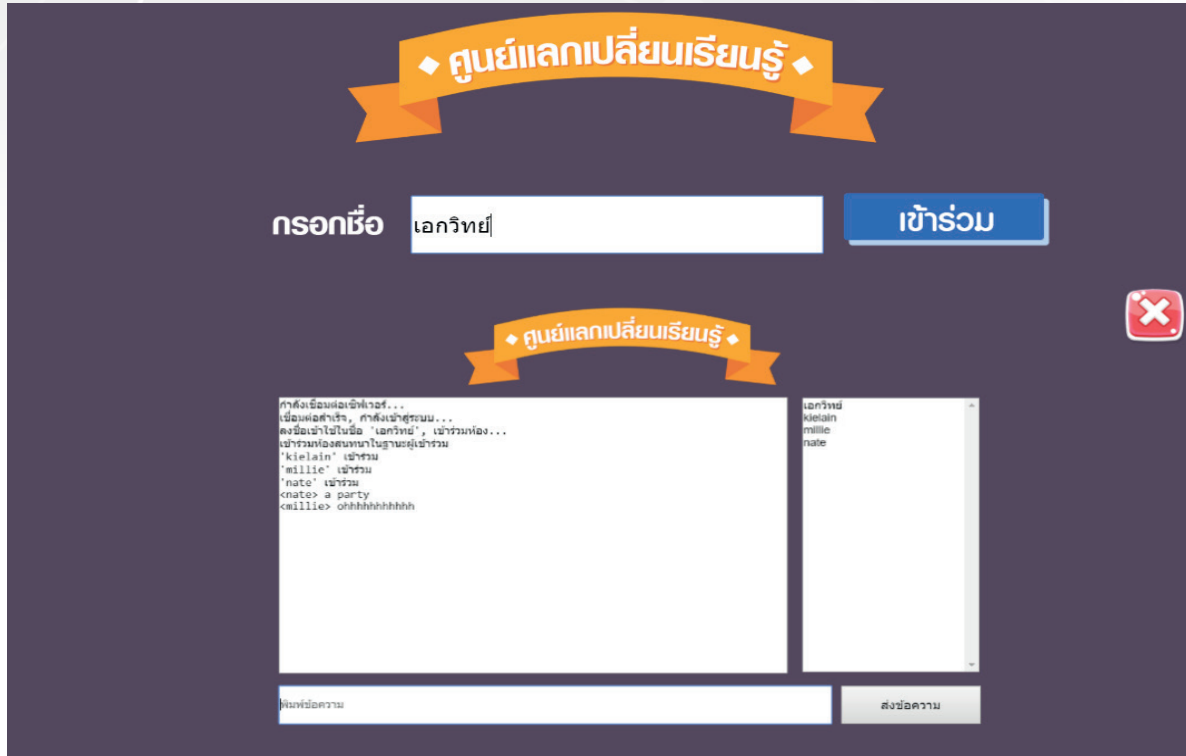 ศูนย์แลกเปลี่ยนเรียนรู้
กรอกชื่อ
เอกวิทย์
เข้าร่วม
ศูนย์แลกเปลี่ยนเรียนรู้
กำลังเชื่อมต่อเซิฟเวอร์...
เชื่อมต่อสำเร็จ, กำลังเข้าสู่ระบบ...
ลงชื่อเข้าใช้ในชื่อ 'เอกวิทย์', เข้าร่วมห้อง...
เข้าร่วมห้องสนทนาในฐานะผู้เข้าร่วม
'kielain' เข้าร่วม
'millie' เข้าร่วม
'nate' เข้าร่วม
<nate> a party
<millie> ohhhhhhhhhhh
เอกวิทย์
kielain
millie
nate
พิมพ์ข้อความ
ส่งข้อความ